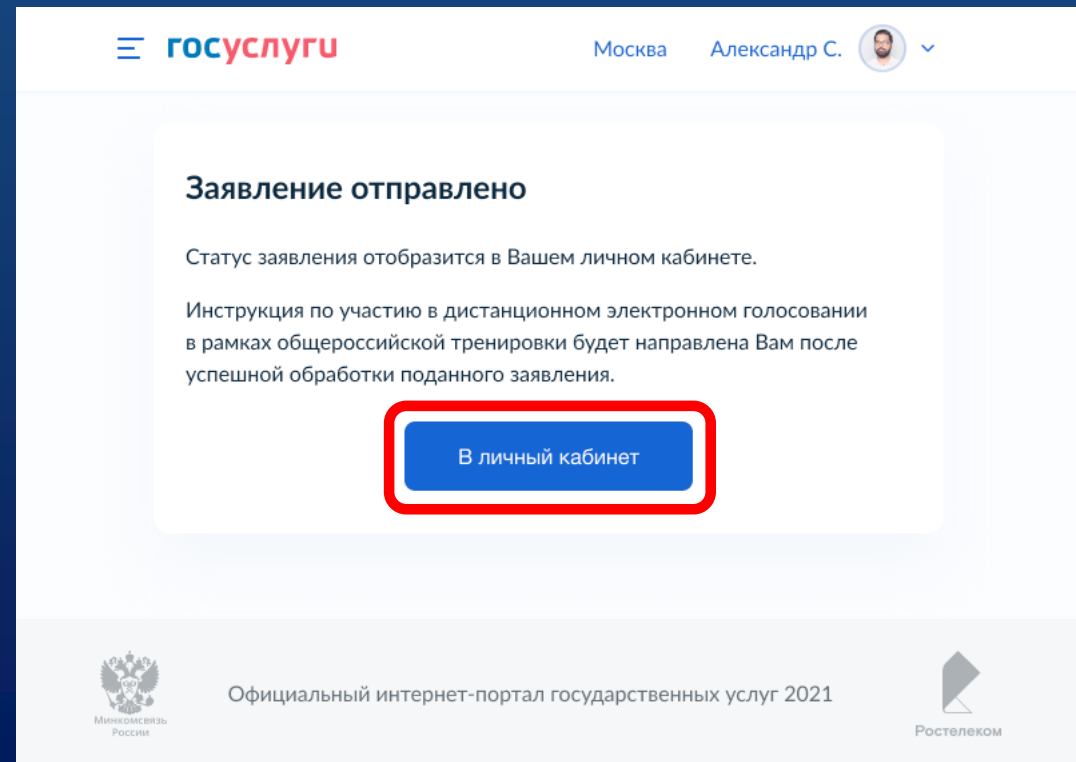 госуслуги
Москва
Александр С.
Заявление отправлено
Статус заявления отобразится в Вашем личном кабинете.
Инструкция по участию в дистанционном электронном голосовании
в рамках общероссийской тренировки будет направлена Вам после
успешной обработки поданного заявления.
В личный кабинет
Минкомсвязь
России
Официальный интернет-портал государственных услуг 2021
Ростелеком